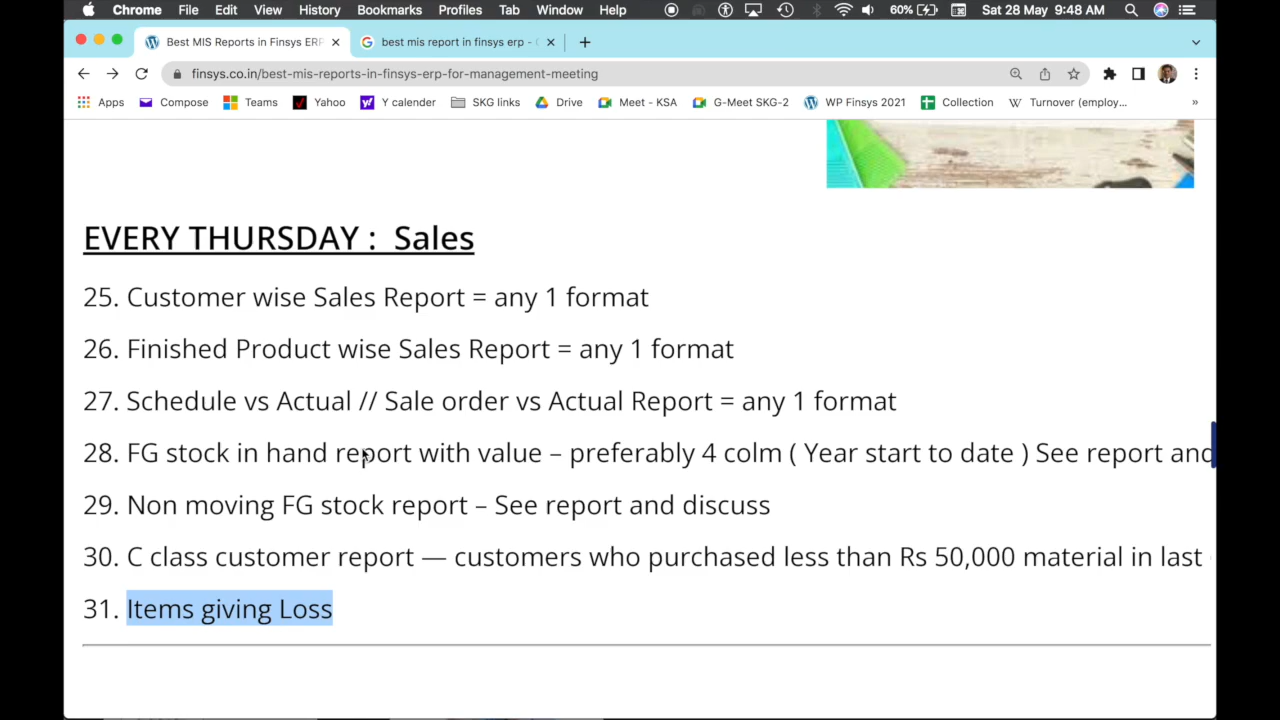 Chrome File Edit View History Bookmarks Profiles Tab Window Help 60% Sat 28 May 9:48 AM
Best MIS Reports in Finsys ERP best mis report in finsys erp -
finsys.co.in/best-mis-reports-in-finsys-erp-for-management-meeting
Apps Compose Teams Yahoo Y calender SKG links Drive Meet - KSA G-Meet SKG-2 WP Finsys 2021 Collection Turnover (employ... »
EVERY THURSDAY : Sales
25. Customer wise Sales Report = any 1 format
26. Finished Product wise Sales Report = any 1 format
27. Schedule vs Actual // Sale order vs Actual Report = any 1 format
28. FG stock in hand report with value – preferably 4 colm ( Year start to date ) See report and
29. Non moving FG stock report – See report and discuss
30. C class customer report — customers who purchased less than Rs 50,000 material in last
31. Items giving Loss